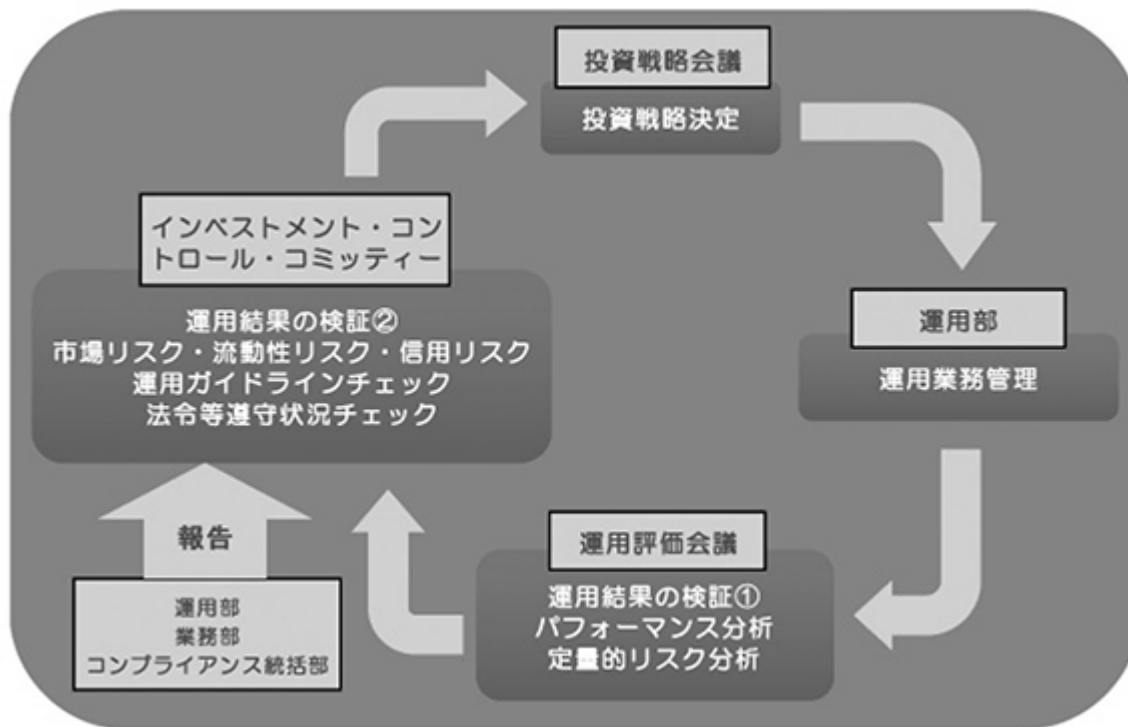 投資戦略会議
投資戦略決定
インベストメント・コン
トロール・コミッティー
運用結果の検証②
市場リスク・流動性リスク・信用リスク
運用ガイドラインチェック
法令等遵守状況チェック
運用部
運用業務管理
報告
運用部
業務部
コンプライアンス統括部
運用評価会議
運用結果の検証①
パフォーマンス分析
定量的リスク分析